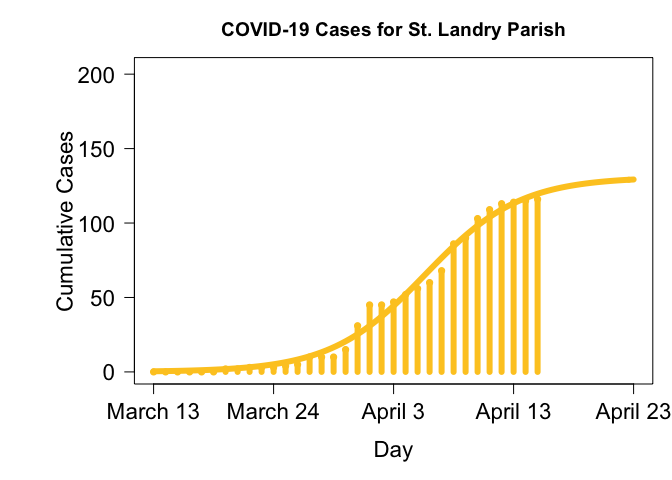 COVID-19 Cases for St. Landry Parish
200
150
100
50
0
Cumulative Cases
March 13 March 24 April 3 April 13 April 23
Day